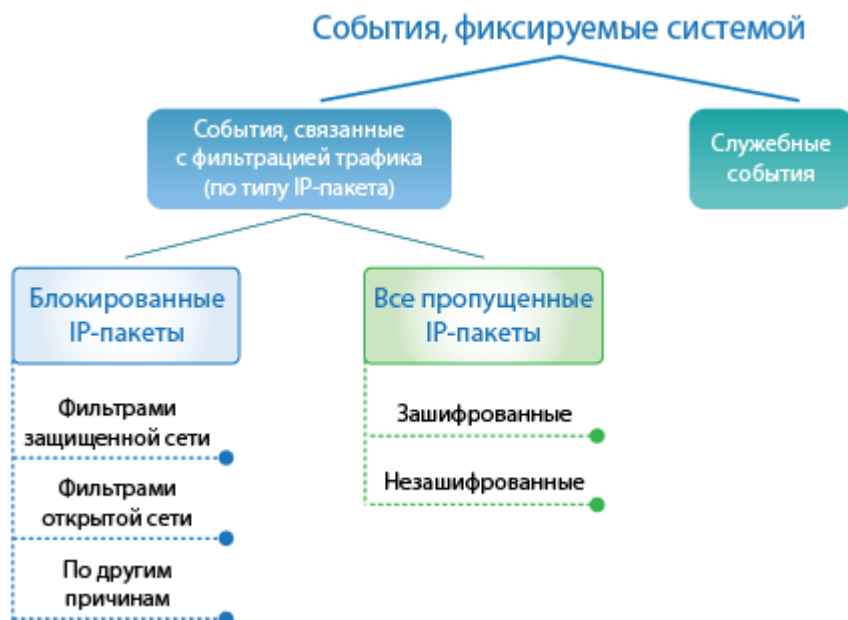 События, фиксируемые системой
События, связанные
с фильтрацией трафика
(по типу IP-пакета)
Служебные
события
Блокированные
IP-пакеты
Все пропущенные
IP-пакеты
Фильтрами
защищенной сети
Фильтрами
открытой сети
По другим
причинам
Зашифрованные
Незашифрованные